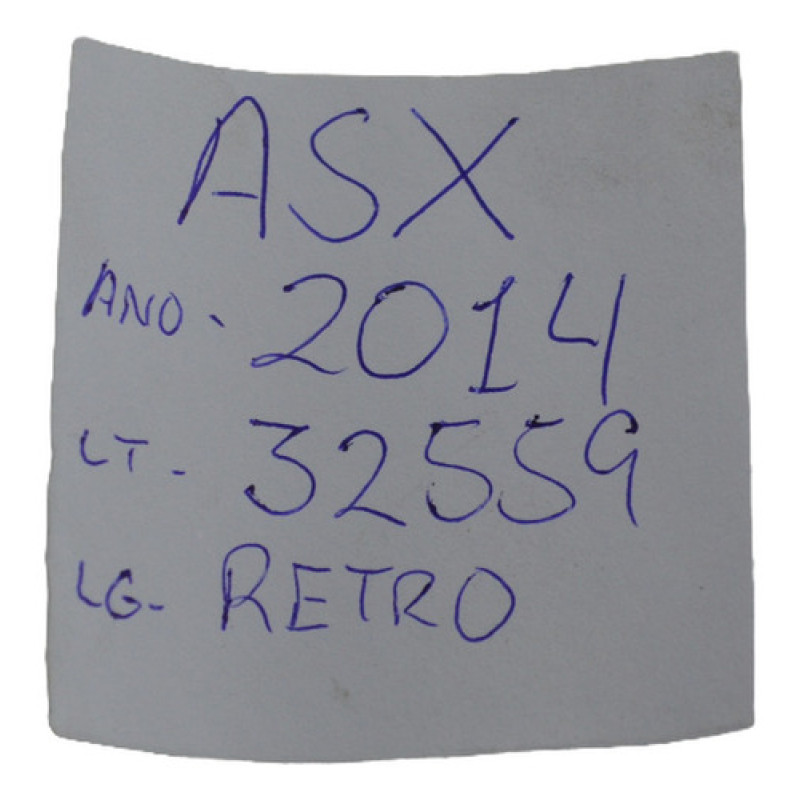 ASX
ANO - 2014
LT - 32559
LG - RETRO